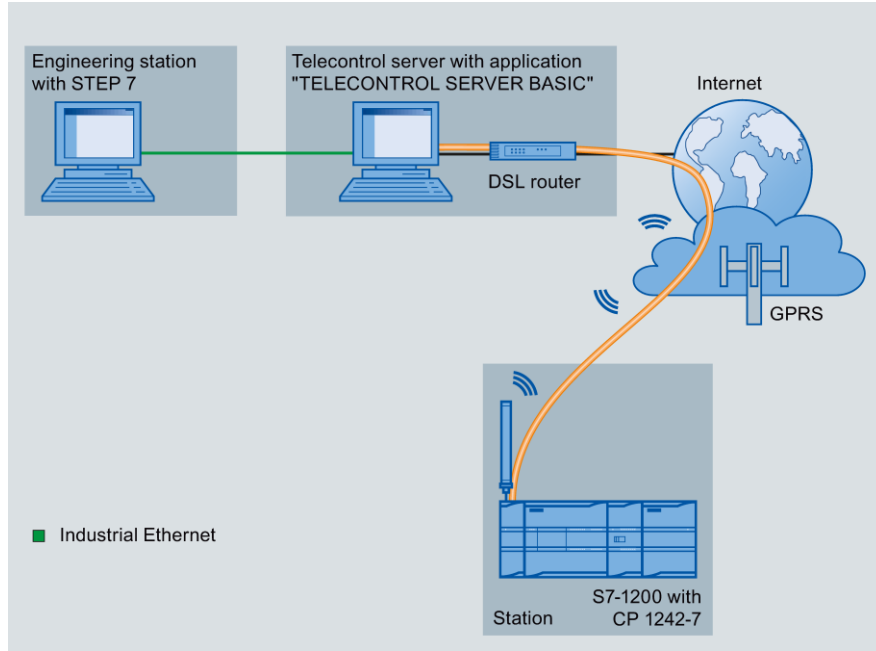 Engineering station
with STEP 7
Telecontrol server with application
"TELECONTROL SERVER BASIC"
Internet
DSL router
GPRS
Industrial Ethernet
Station
S7-1200 with
CP 1242-7